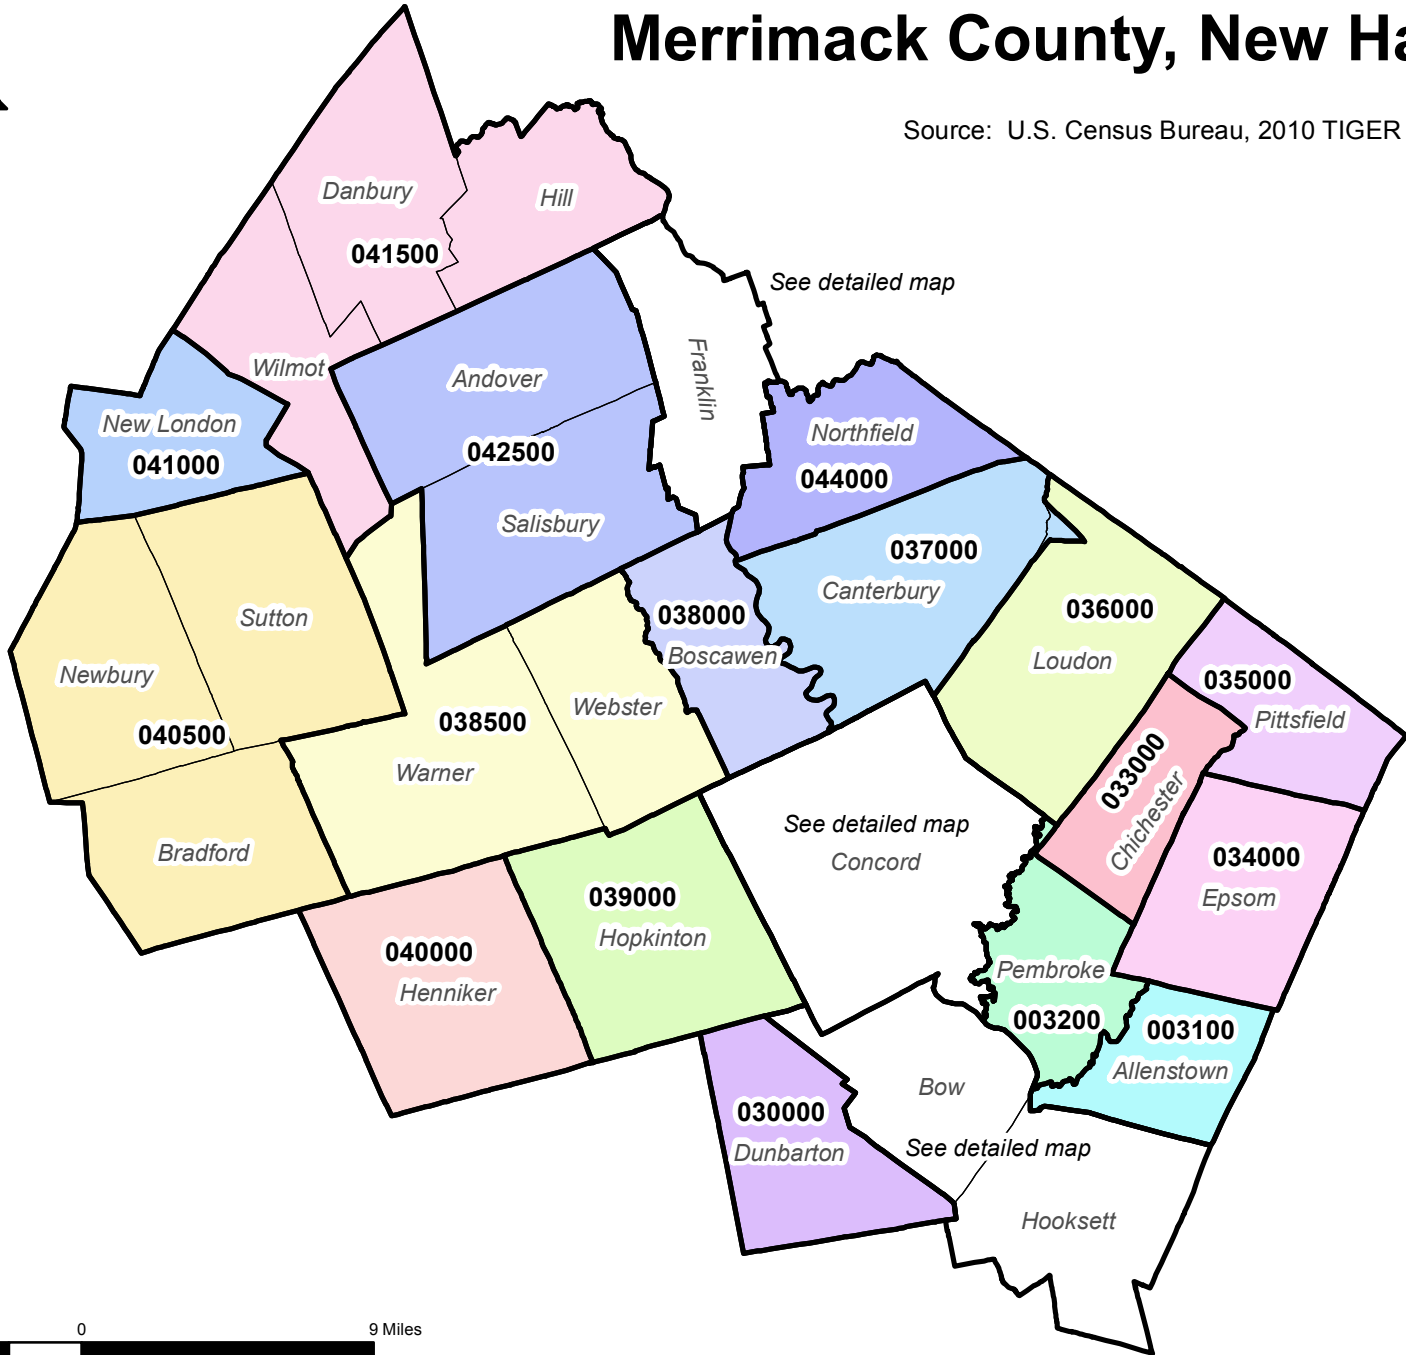 Merrimack County, New Ha
Source: U.S. Census Bureau, 2010 TIGER
Danbury
Hill
041500
See detailed map
Franklin
Wilmot
Andover
New London
041000
042500
Northfield
044000
Salisbury
037000
Canterbury
036000
Loudon
038000
Boscawen
Sutton
Newbury
040500
035000
Pittsfield
Webster
038500
Warner
033000
Chichester
See detailed map
Concord
Bradford
034000
Epsom
039000
Hopkinton
040000
Henniker
Pembroke
003200
003100
Allenstown
Bow
030000
Dunbarton
See detailed map
Hooksett
0
9 Miles